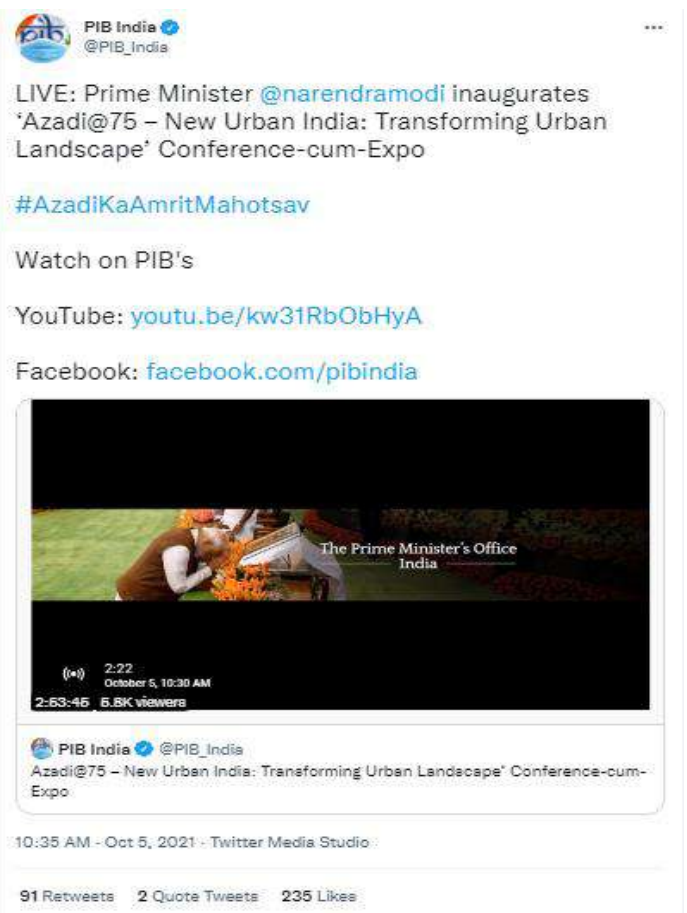 pib
PIB India
@PIB_India
LIVE: Prime Minister @narendramodi inaugurates
‘Azadi@75 – New Urban India: Transforming Urban
Landscape’ Conference-cum-Expo
#AzadiKaAmritMahotsav
Watch on PIB's
YouTube: youtu.be/kw31RbObHyA
Facebook: facebook.com/pibindia
The Prime Minister's Office
India
2:22
October 5, 10:30 AM
2:53:45 5.8K viewers
PIB India @PIB_India
Azadi@75 – New Urban India: Transforming Urban Landscape’ Conference-cum-
Expo
10:35 AM · Oct 5, 2021 · Twitter Media Studio
91 Retweets 2 Quote Tweets 235 Likes